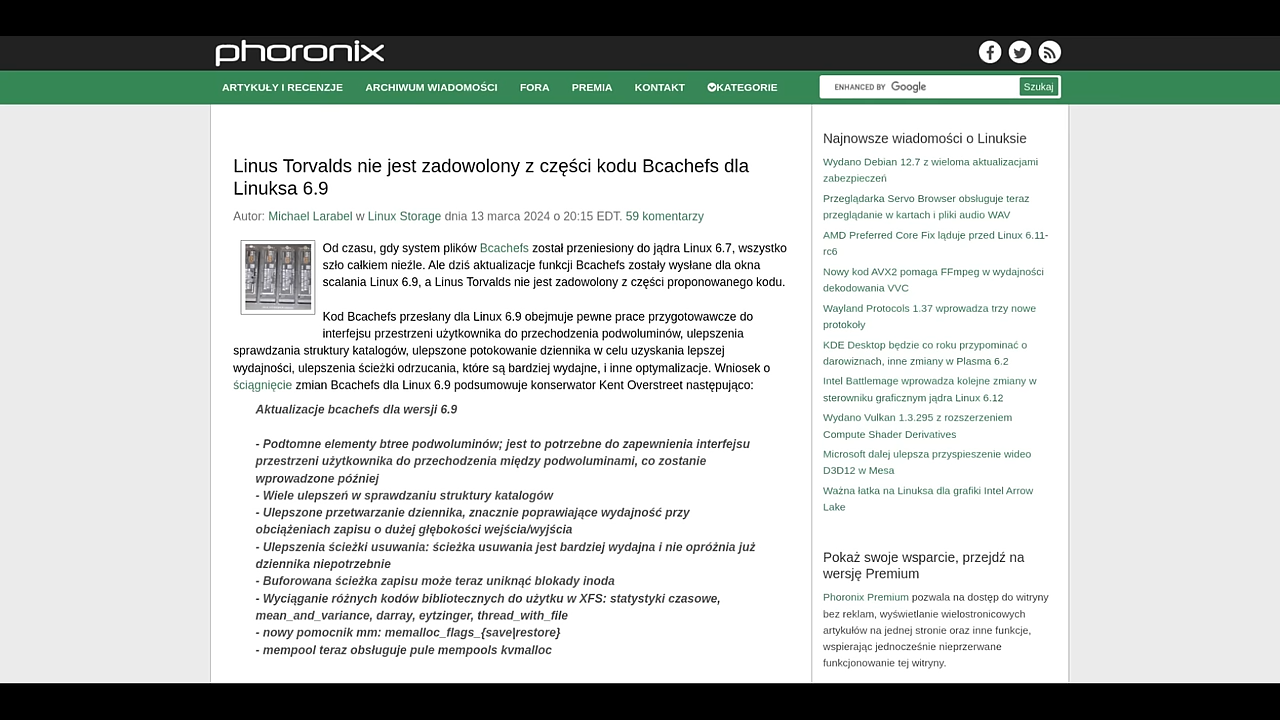 phoronix
ARTYKUŁY I RECENZJE ARCHIWUM WIADOMOŚCI FORA PREMIA KONTAKT KATEGORIE
ENHANCED BY Google Szukaj
Linus Torvalds nie jest zadowolony z części kodu Bcachefs dla
Linuksa 6.9
Autor: Michael Larabel w Linux Storage dnia 13 marca 2024 o 20:15 EDT. 59 komentarzy
Od czasu, gdy system plików Bcachefs został przeniesiony do jądra Linux 6.7, wszystko
szło całkiem nieźle. Ale dziś aktualizacje funkcji Bcachefs zostały wysłane dla okna
scalania Linux 6.9, a Linus Torvalds nie jest zadowolony z części proponowanego kodu.
Kod Bcachefs przesłany dla Linux 6.9 obejmuje pewne prace przygotowawcze do
interfejsu przestrzeni użytkownika do przechodzenia podwoluminów, ulepszenia
sprawdzania struktury katalogów, ulepszone potokowanie dziennika w celu uzyskania lepszej
wydajności, ulepszenia ścieżki odrzucania, które są bardziej wydajne, i inne optymalizacje. Wniosek o
ściągnięcie zmian Bcachefs dla Linux 6.9 podsumowuje konserwator Kent Overstreet następująco:
Aktualizacje bcachefs dla wersji 6.9
- Podtomne elementy btree podwoluminów; jest to potrzebne do zapewnienia interfejsu
przestrzeni użytkownika do przechodzenia między podwoluminami, co zostanie
wprowadzone później
- Wiele ulepszeń w sprawdzaniu struktury katalogów
- Ulepszone przetwarzanie dziennika, znacznie poprawiające wydajność przy
obciążeniach zapisu o dużej głębokości wejścia/wyjścia
- Ulepszenia ścieżki usuwania: ścieżka usuwania jest bardziej wydajna i nie opróżnia już
dziennika niepotrzebnie
- Buforowana ścieżka zapisu może teraz uniknąć blokady inoda
- Wyciąganie różnych kodów bibliotecznych do użytku w XFS: statystyki czasowe,
mean_and_variance, darray, eytzinger, thread_with_file
- nowy pomocnik mm: memalloc_flags_{save|restore}
- mempool teraz obsługuje pule mempools kvmalloc
Najnowsze wiadomości o Linuksie
Wydano Debian 12.7 z wieloma aktualizacjami
zabezpieczeń
Przeglądarka Servo Browser obsługuje teraz
przeglądanie w kartach i pliki audio WAV
AMD Preferred Core Fix ląduje przed Linux 6.11-
rc6
Nowy kod AVX2 pomaga FFmpeg w wydajności
dekodowania VVC
Wayland Protocols 1.37 wprowadza trzy nowe
protokoły
KDE Desktop będzie co roku przypominać o
darowiznach, inne zmiany w Plasma 6.2
Intel Battlemage wprowadza kolejne zmiany w
sterowniku graficznym jądra Linux 6.12
Wydano Vulkan 1.3.295 z rozszerzeniem
Compute Shader Derivatives
Microsoft dalej ulepsza przyspieszenie wideo
D3D12 w Mesa
Ważna łatka na Linuksa dla grafiki Intel Arrow
Lake
Pokaż swoje wsparcie, przejdź na
wersję Premium
Phoronix Premium pozwala na dostęp do witryny
bez reklam, wyświetlanie wielostronicowych
artykułów na jednej stronie oraz inne funkcje,
wspierając jednocześnie nieprzerwane
funkcjonowanie tej witryny.